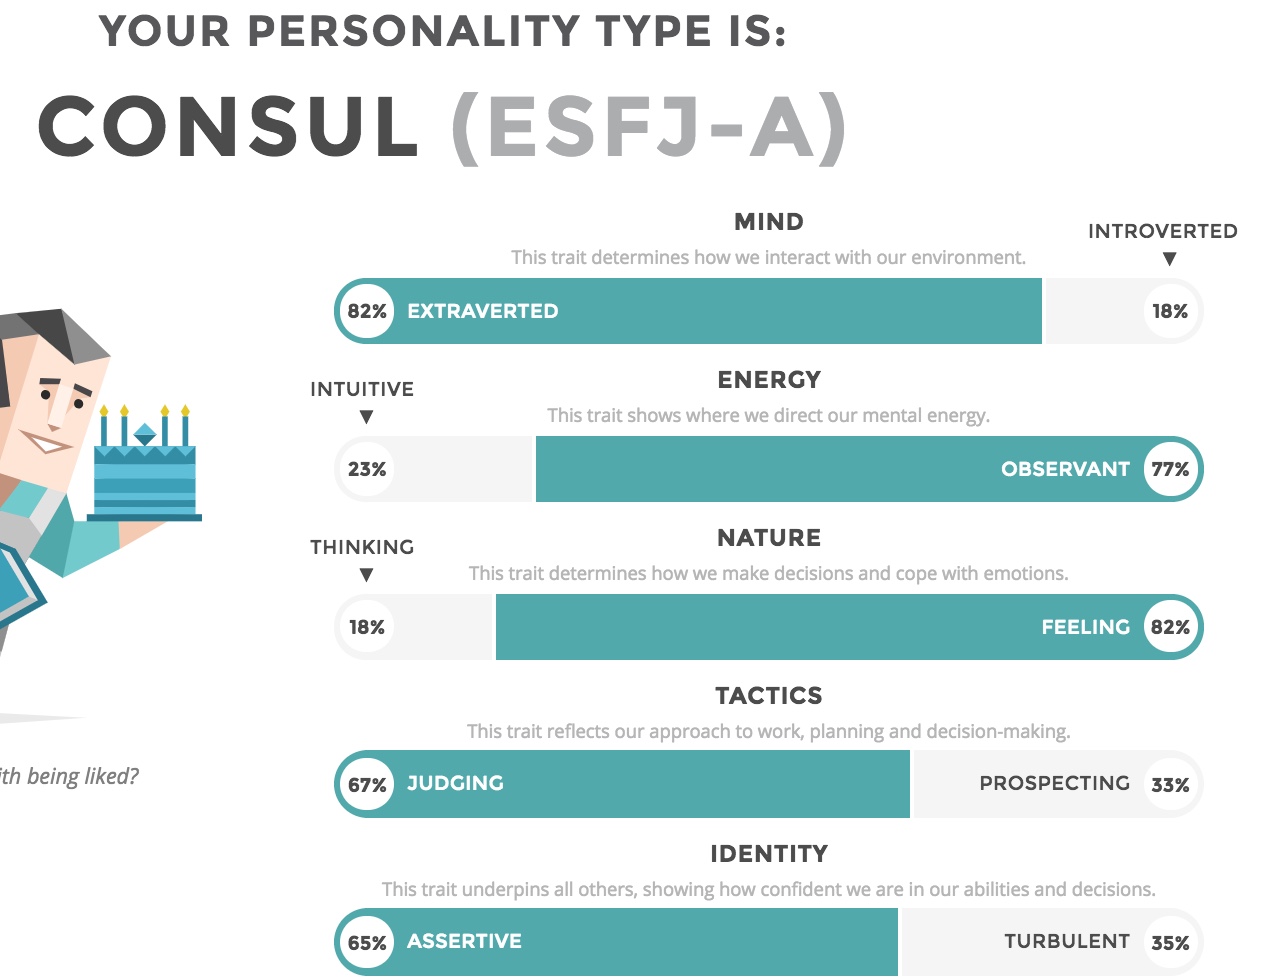 YOUR PERSONALITY TYPE IS:
CONSUL (ESFJ-A)
MIND
This trait determines how we interact with our environment.
INTROVERTED
82% EXTRAVERTED 18%
ENERGY
This trait shows where we direct our mental energy.
INTUITIVE
23% OBSERVANT 77%
NATURE
This trait determines how we make decisions and cope with emotions.
THINKING
18% FEELING 82%
TACTICS
This trait reflects our approach to work, planning and decision-making.
67% JUDGING PROSPECTING 33%
being liked?
IDENTITY
This trait underpins all others, showing how confident we are in our abilities and decisions.
65% ASSERTIVE TURBULENT 35%